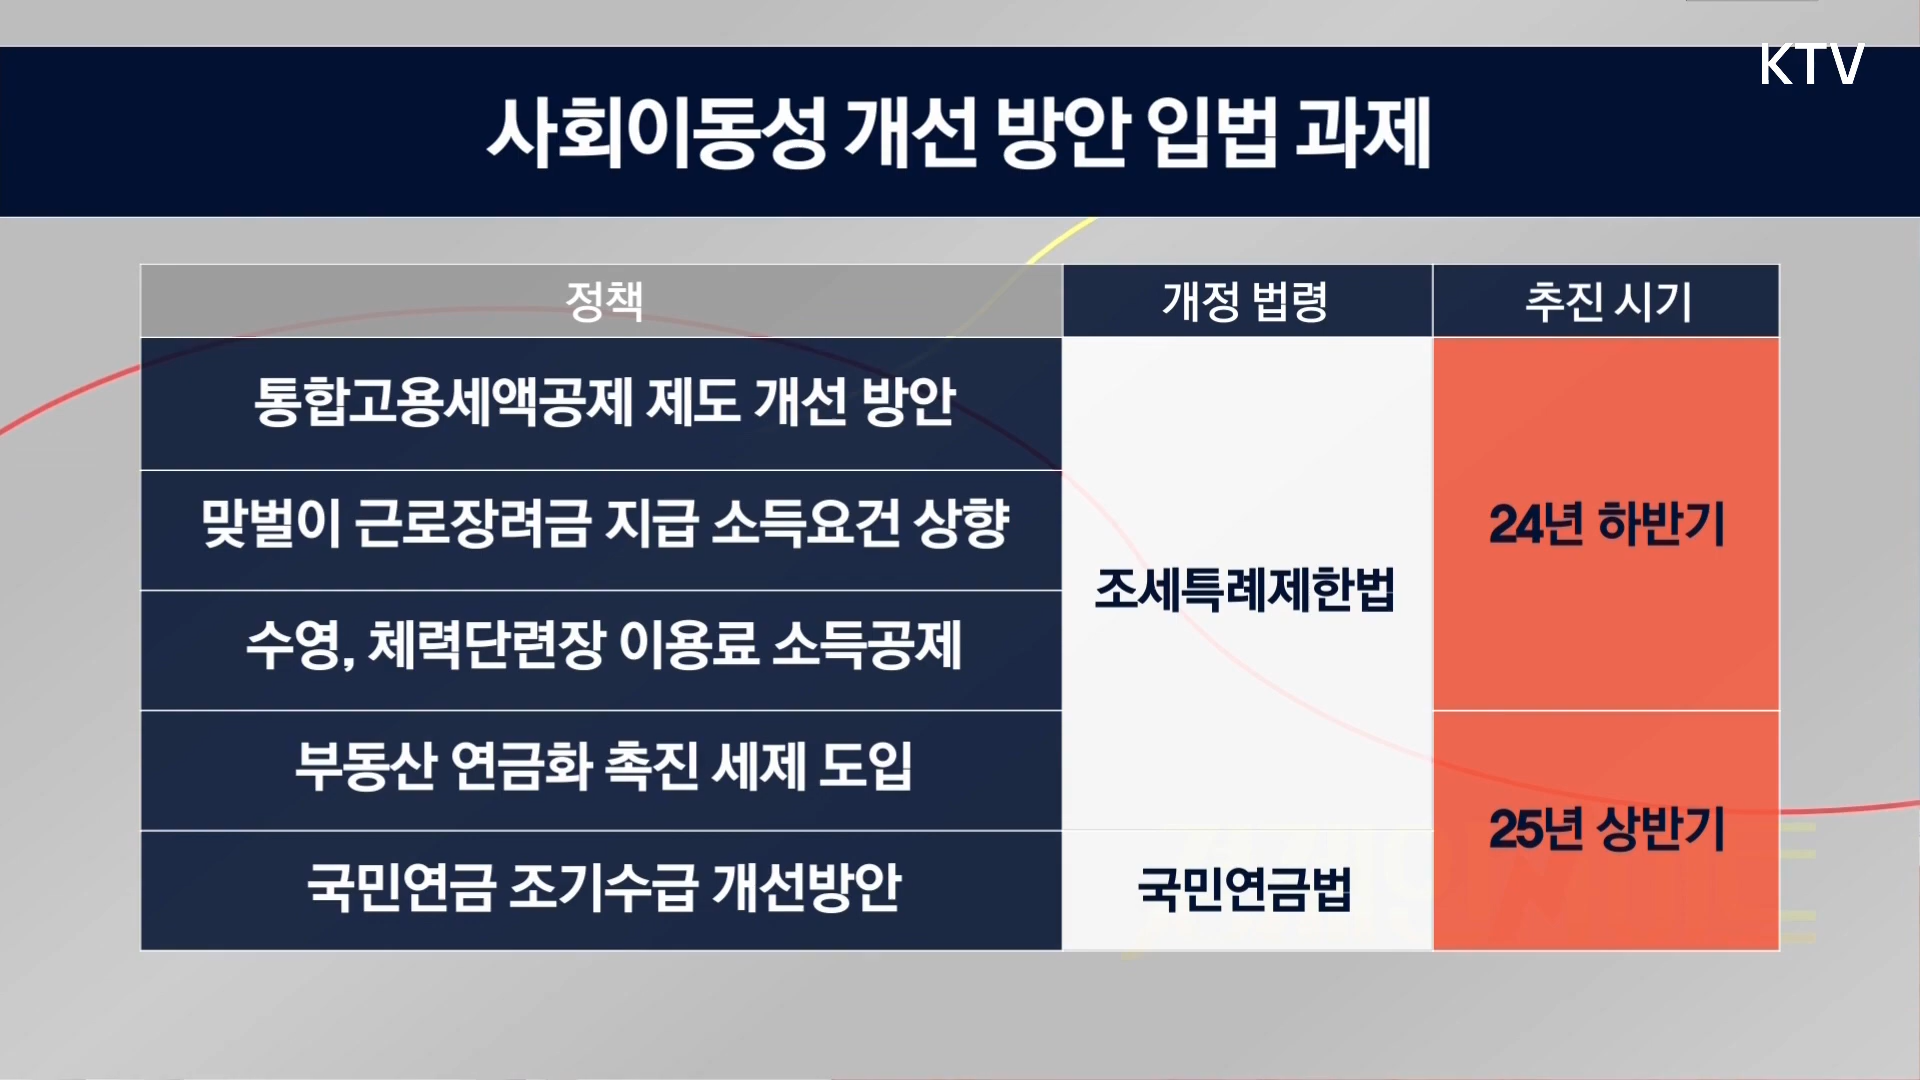 KTV
사회이동성 개선 방안 입법 과제
정책 개정 법령 추진 시기
통합고용세액공제 제도 개선 방안
맞벌이 근로장려금 지급 소득요건 상향
24년 하반기
조세특례제한법
수영, 체력단련장 이용료 소득공제
부동산 연금화 촉진 세제 도입
25년 상반기
국민연금 조기수급 개선방안
국민연금법